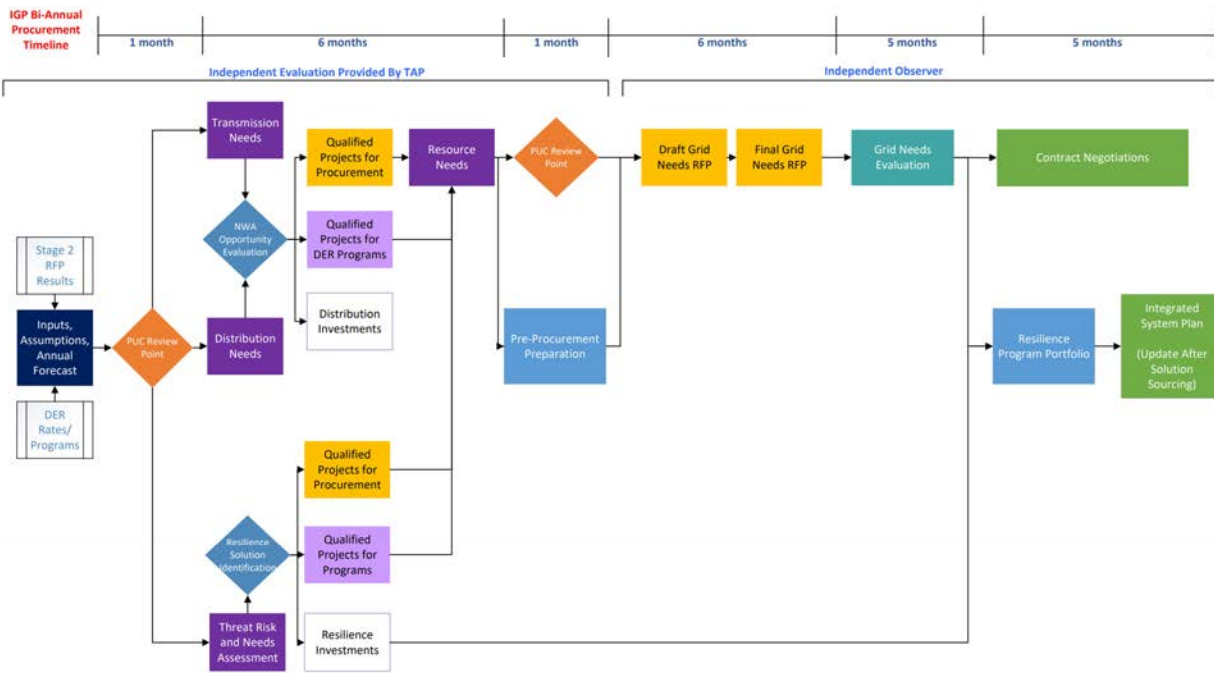 IGP Bi-Annual
Procurement
Timeline
1 month
6 months
1 month
6 months
5 months
5 months
Independent Evaluation Provided By TAP
Independent Observer
Transmission
Needs
Qualified
Projects for
Procurement
Resource
Needs
PUC Review
Point
Draft Grid
Needs RFP
Final Grid
Needs RFP
Grid Needs
Evaluation
Contract Negotiations
NWA
Opportunity
Evaluation
Qualified
Projects for
DER Programs
Stage 2
RFP
Results
Distribution
Investments
Inputs,
Assumptions,
Annual
Forecast
PUC Review
Point
Distribution
Needs
Pre-Procurement
Preparation
Resilience
Program Portfolio
Integrated
System Plan
(Update After
Solution
Sourcing)
DER
Rates/
Programs
Qualified
Projects for
Procurement
Resilience
Solution
Identification
Qualified
Projects for
Programs
Threat Risk
and Needs
Assessment
Resilience
Investments